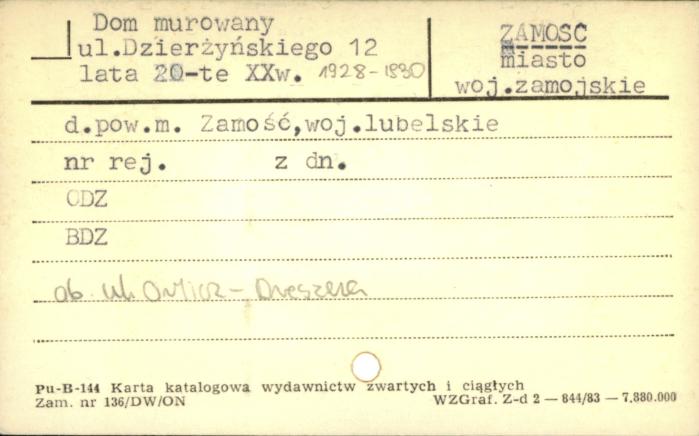 Dom murowany
ul.Dzierżyńskiego 12
lata 20-te XXw. 1928-1930
ZAMOŚĆ
miasto
woj.zamojskie
d.pow.m. Zamość,woj.lubelskie
nr rej. z dn.
ODZ
BDZ
ob. ul. Orlicz-Dreszera
Pu-B-144 Karta katalogowa wydawnictw zwartych i ciągłych
Zam. nr 136/DW/ON WZGraf. Z-d 2 — 844/83 — 7.880.000